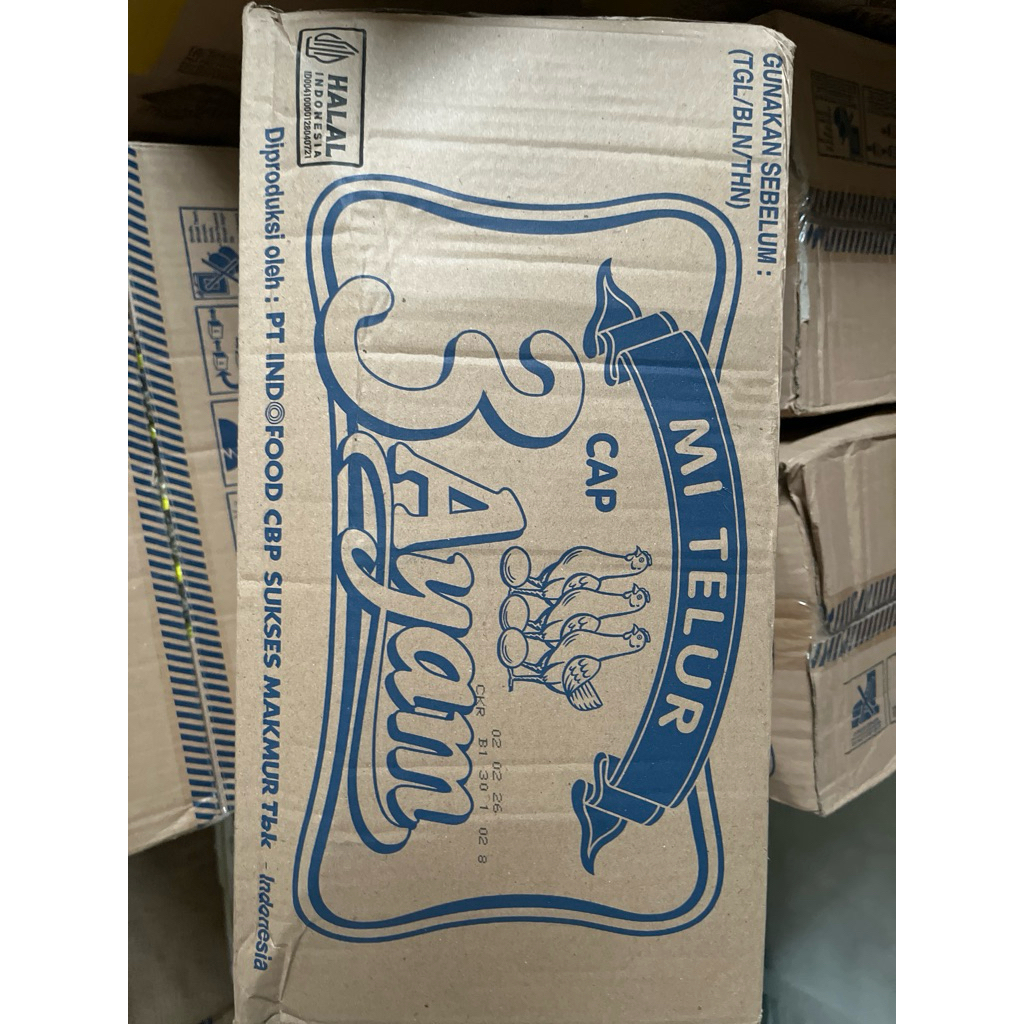 GUNAKAN SEBELUM :
(TGL/BLN/THN)
HALAL
INDONESIA
ID00410000128040721
MI TELUR
CAP
3 Ayam
02 02 26
CKR B1 30 1 02 8
Diproduksi oleh : PT INDOFOOD CBP SUKSES MAKMUR Tbk - Indonesia